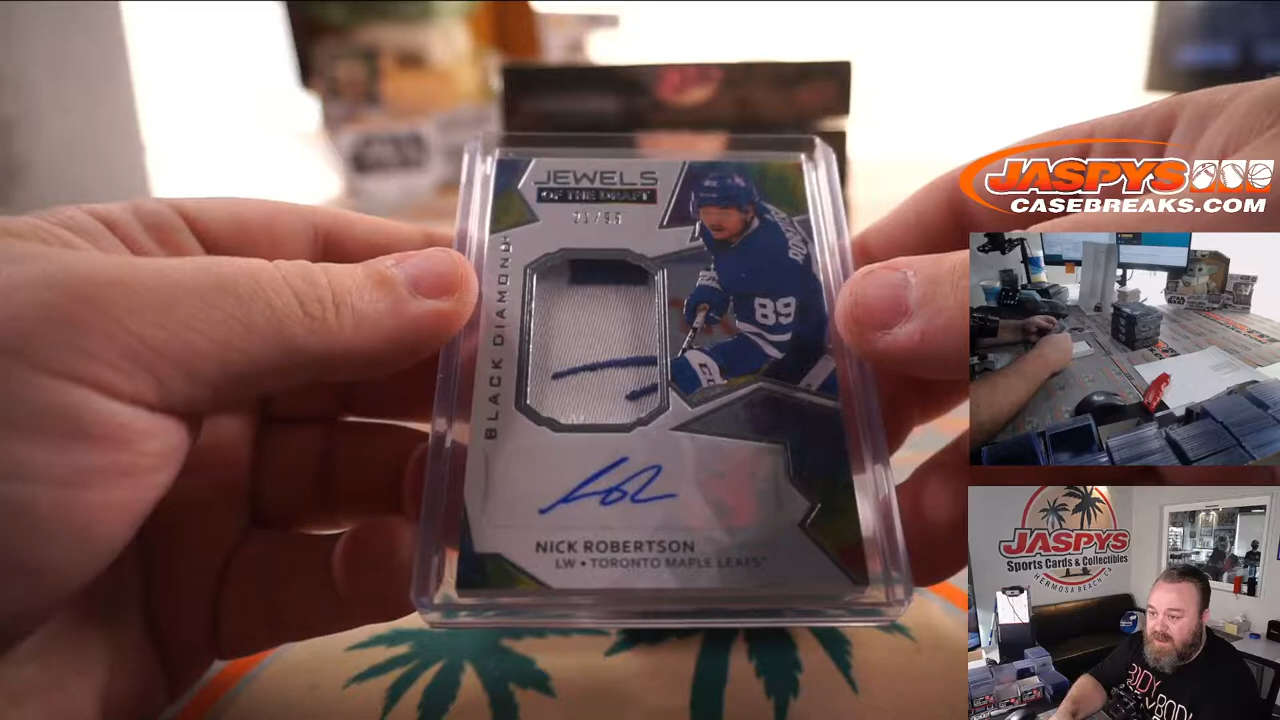 JEWELS
OF THE DRAFT
BLACK DIAMOND
ROBERTSON
89
NICK ROBERTSON
LW • TORONTO MAPLE LEAFS
JASPYS
CASEBREAKS.COM
JASPYS
Sports Cards & Collectibles
HERMOSA BEACH CA